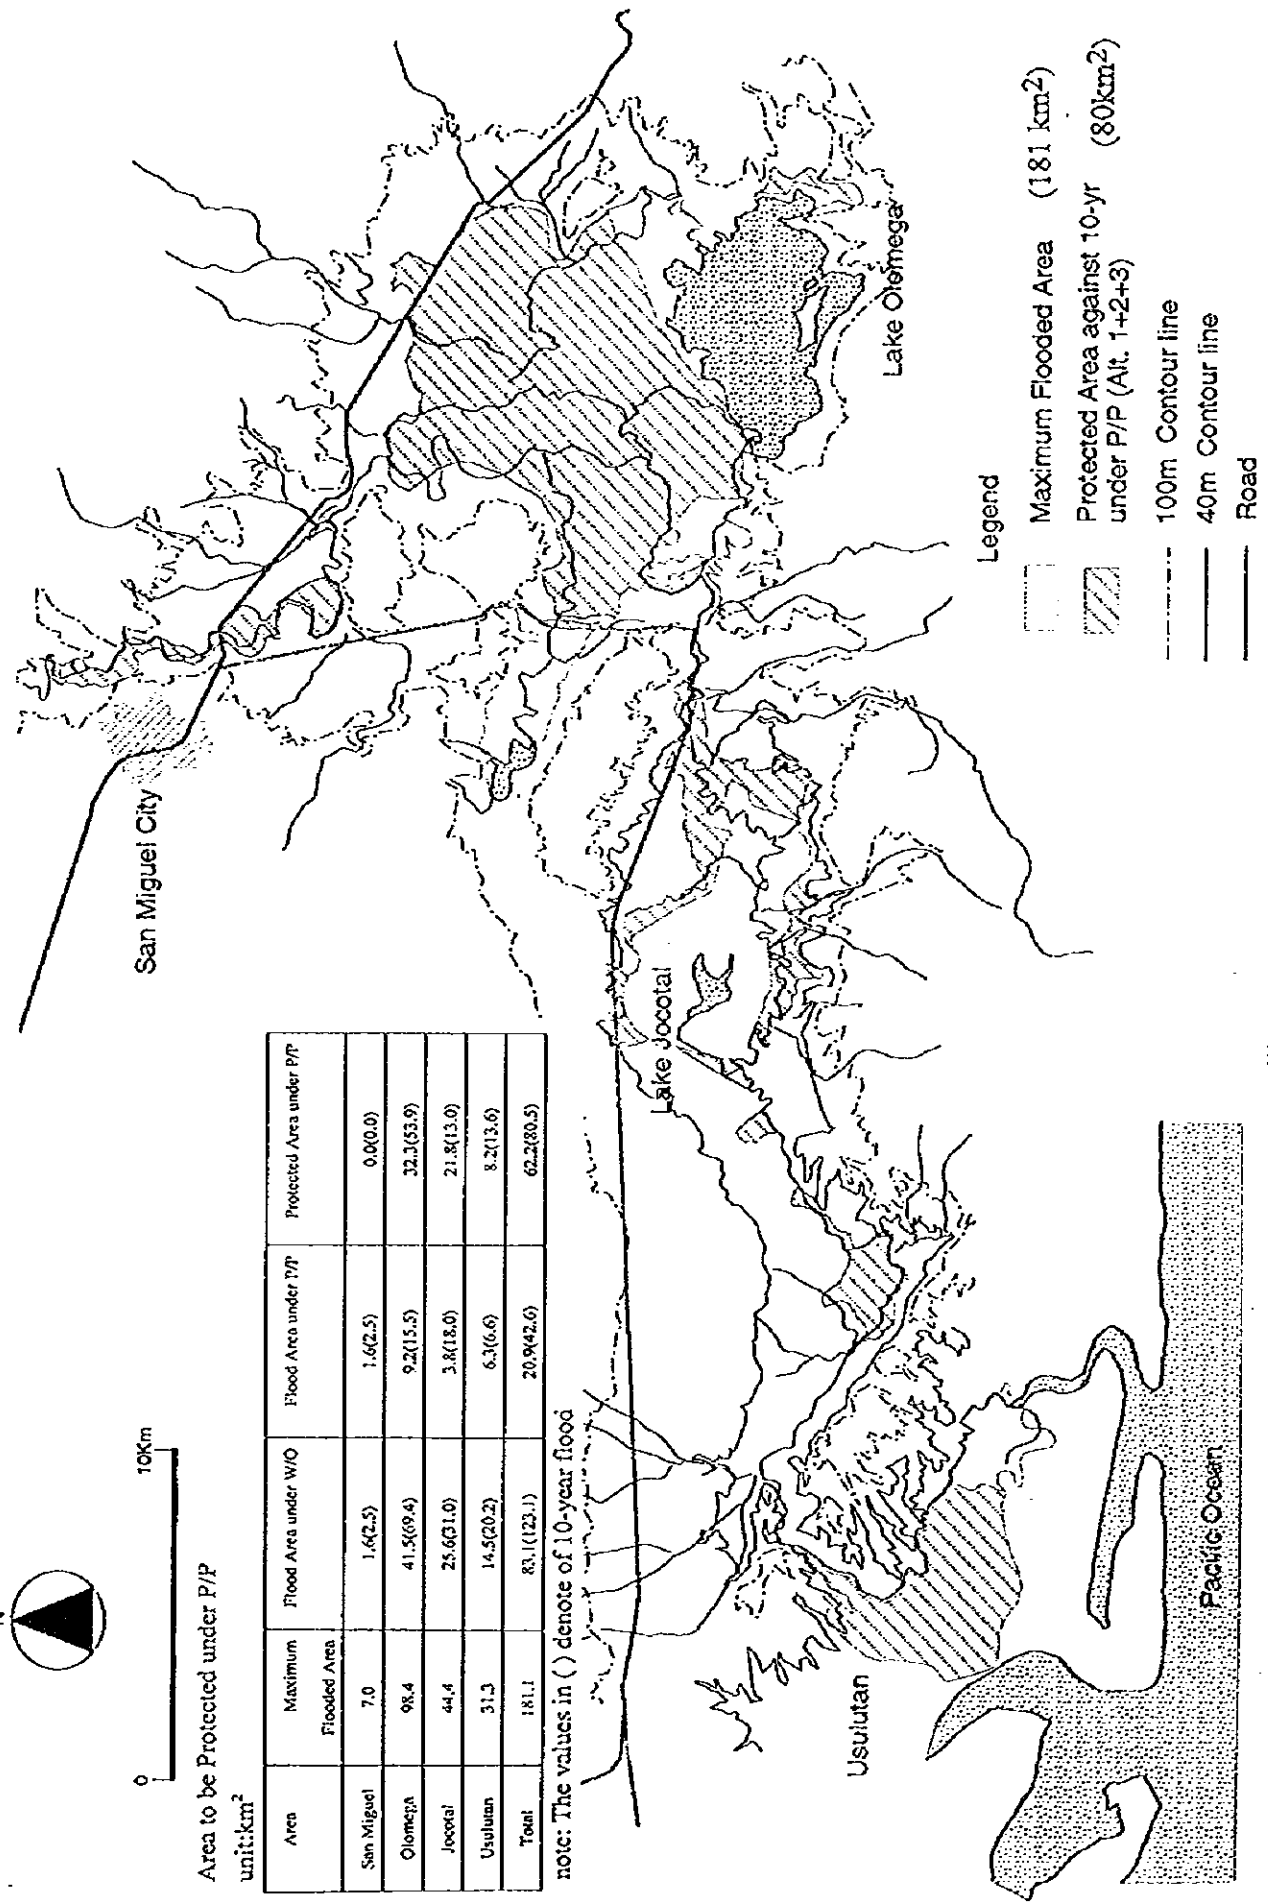 N
0 10Km
Area to be Protected under P/P
unit:km²
Area Maximum Flooded Area Flood Area under W/O Flood Area under P/P Protected Area under P/P
San Miguel 7.0 1.6(2.5) 1.6(2.5) 0.0(0.0)
Olomega 98.4 41.5(69.4) 9.2(15.5) 32.3(53.9)
Jocotal 44.4 25.6(31.0) 3.8(18.0) 21.8(13.0)
Usulutan 31.3 14.5(20.2) 6.3(6.6) 8.2(13.6)
Total 181.1 83.1(123.1) 20.9(42.6) 62.2(80.5)
note: The values in ( ) denote of 10-year flood
San Miguel City
Lake Jocotal
Lake Olomega
Usulutan
Pacific Ocean
Legend
Maximum Flooded Area (181 km²)
Protected Area against 10-yr
under P/P (Alt. 1+2+3) (80km²)
100m Contour line
40m Contour line
Road